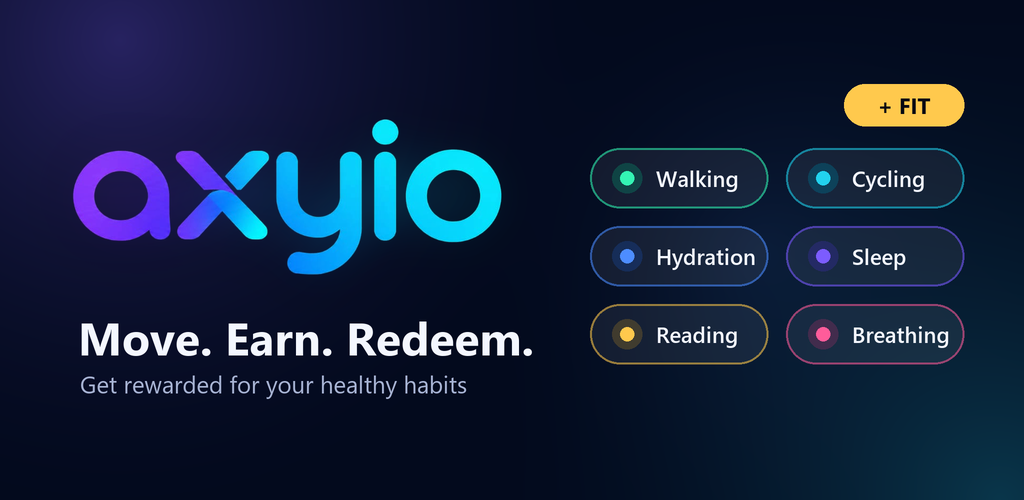 axyio
Move. Earn. Redeem.
Get rewarded for your healthy habits
+ FIT
Walking
Cycling
Hydration
Sleep
Reading
Breathing